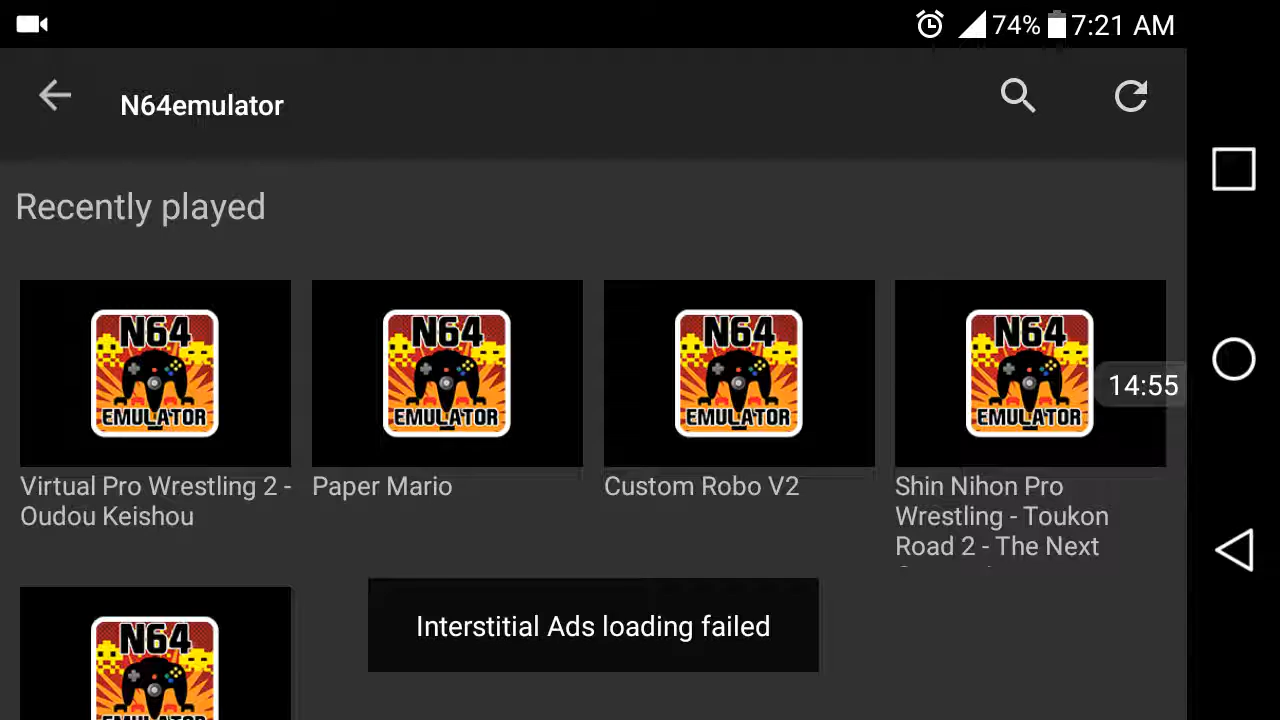 74% 7:21 AM
N64emulator
Recently played
N64
EMULATOR
N64
EMULATOR
N64
EMULATOR
N64
EMULATOR
14:55
Virtual Pro Wrestling 2 -
Oudou Keishou
Paper Mario
Custom Robo V2
Shin Nihon Pro
Wrestling - Toukon
Road 2 - The Next
N64
Interstitial Ads loading failed